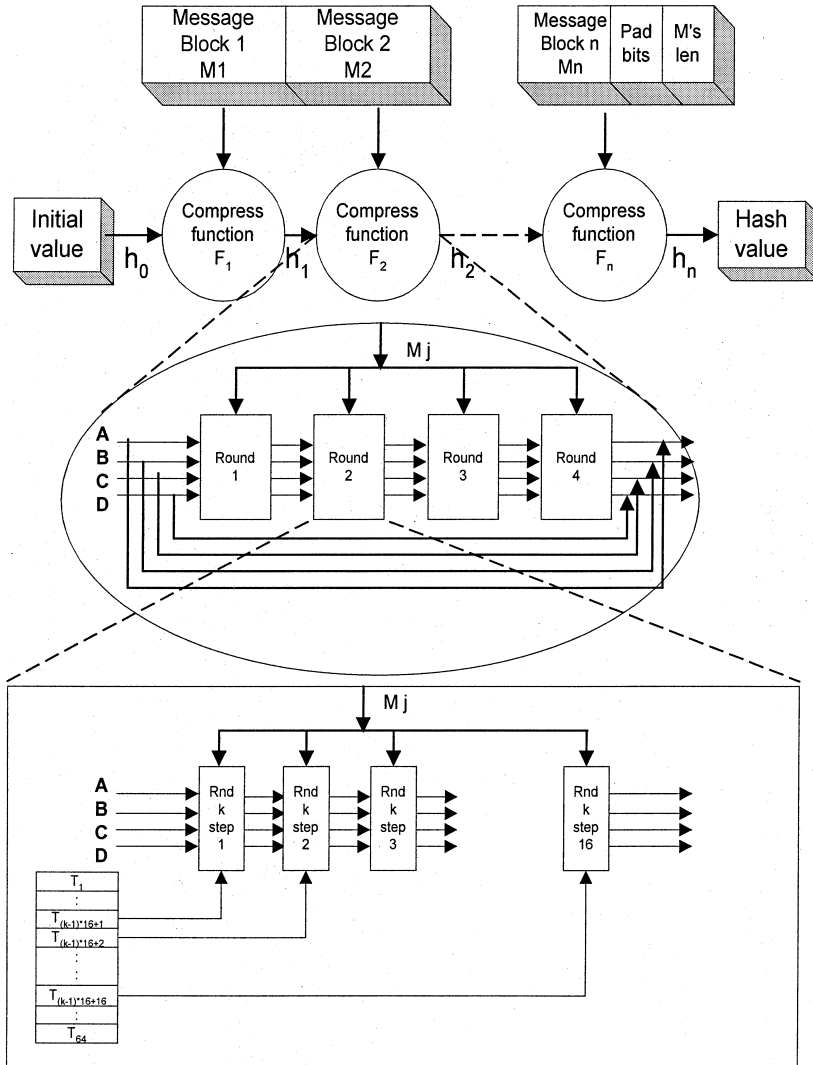 Message
Block 1
M1
Message
Block 2
M2
Message
Block n
Mn
Pad
bits
M's
len
Initial
value
h0
Compress
function
F1
h1
Compress
function
F2
h2
Compress
function
Fn
hn
Hash
value
M j
A
B
C
D
Round
1
Round
2
Round
3
Round
4
M j
A
B
C
D
Rnd
k
step
1
Rnd
k
step
2
Rnd
k
step
3
Rnd
k
step
16
T1
:
T(k-1)*16+1
T(k-1)*16+2
:
:
T(k-1)*16+16
:
T64